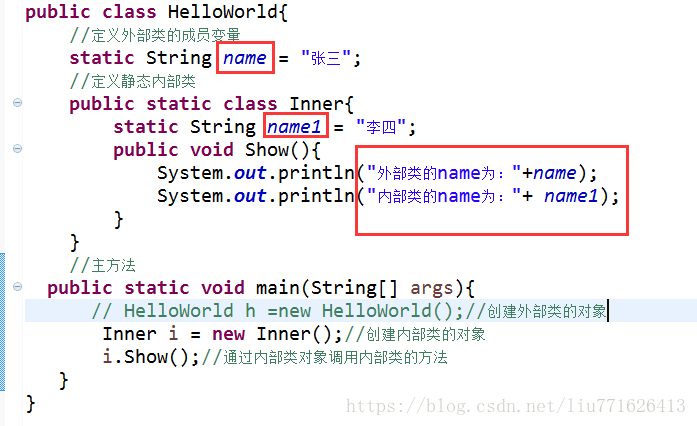 public class HelloWorld{
//定义外部类的成员变量
static String name = "张三";
//定义静态内部类
public static class Inner{
static String name1 = "李四";
public void Show(){
System.out.println("外部类的name为："+name);
System.out.println("内部类的name为："+ name1);
}
}
//主方法
public static void main(String[] args){
// HelloWorld h =new HelloWorld();//创建外部类的对象
Inner i = new Inner();//创建内部类的对象
i.Show();//通过内部类对象调用内部类的方法
}
}
https://blog.csdn.net/liu771626413